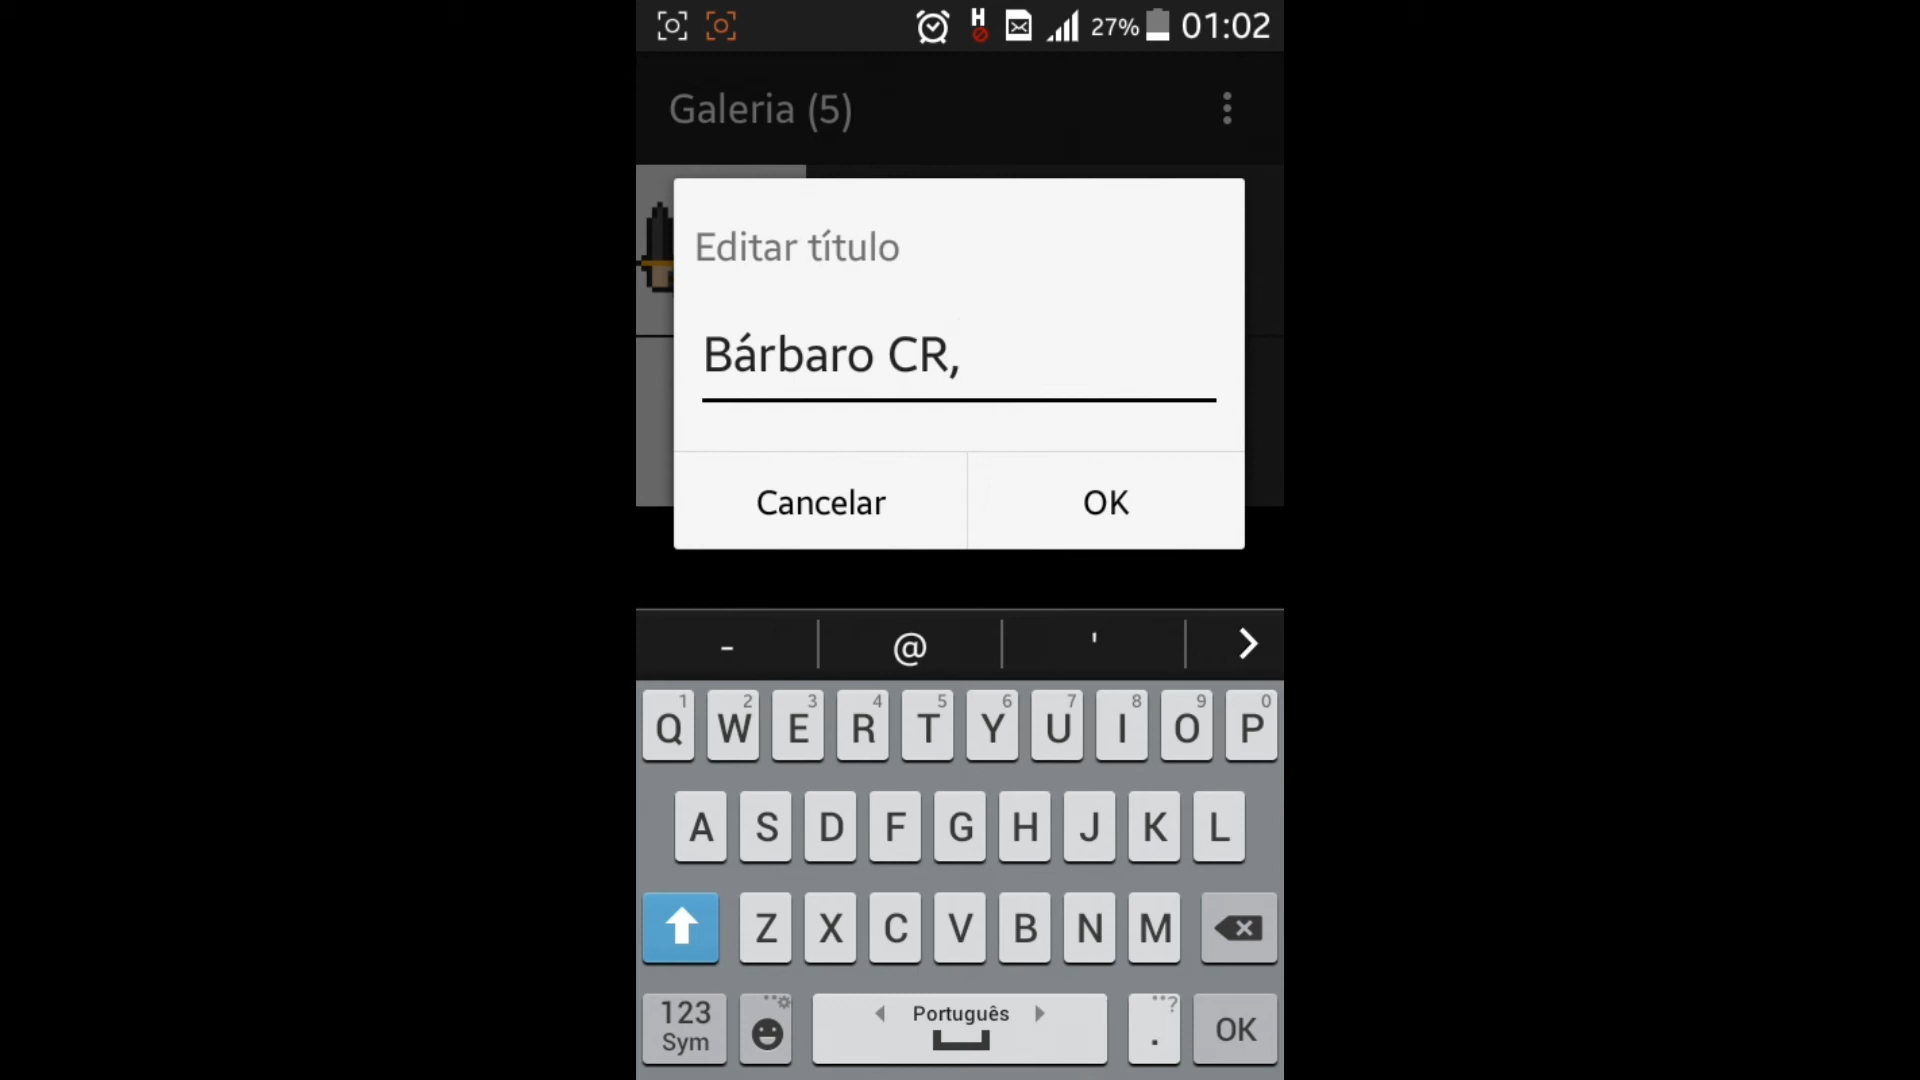 H 27% 01:02
Galeria (5)
Editar título
Bárbaro CR,
Cancelar OK
- @ '
1 2 3 4 5 6 7 8 9 0
Q W E R T Y U I O P
A S D F G H J K L
Z X C V B N M
123 Português ?
Sym . OK